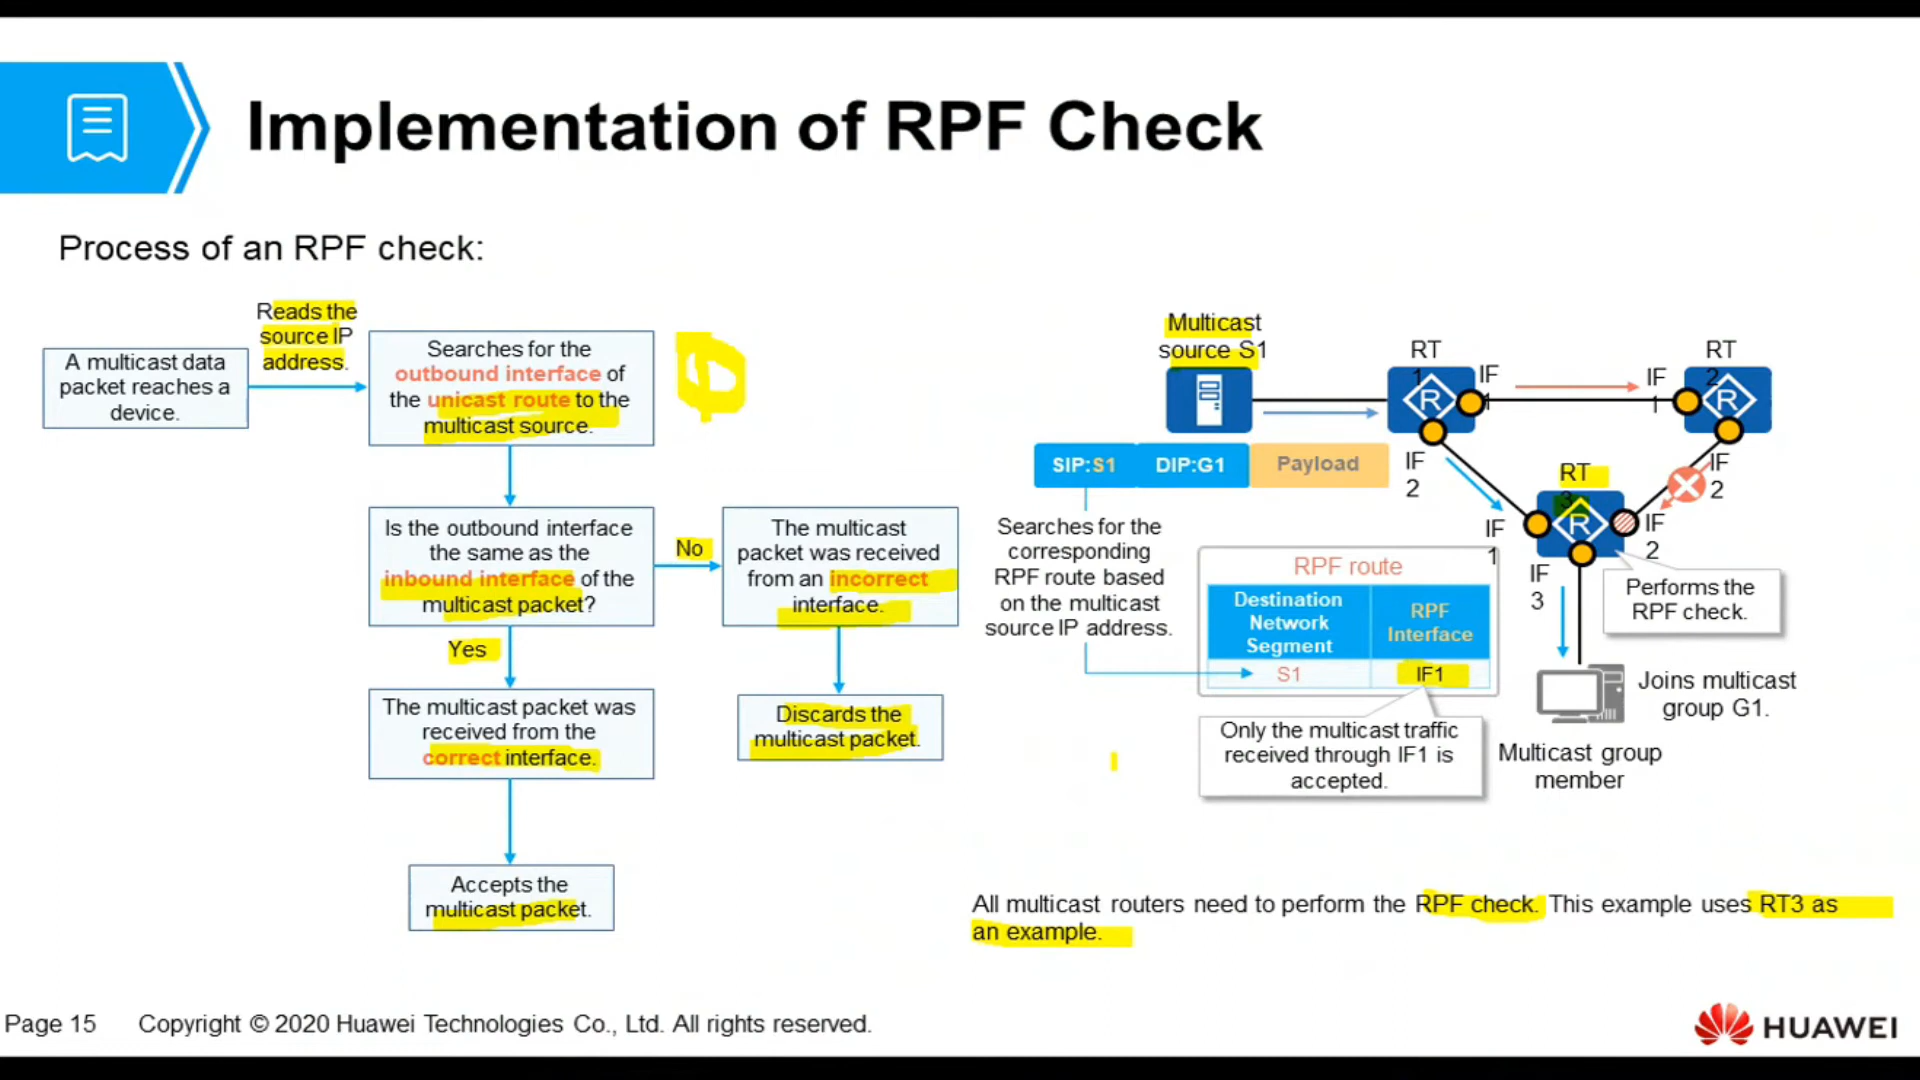 Implementation of RPF Check
Process of an RPF check:
Reads the
source IP
address.
A multicast data
packet reaches a
device.
Searches for the
outbound interface of
the unicast route to the
multicast source.
Is the outbound interface
the same as the
inbound interface of the
multicast packet?
No
The multicast
packet was received
from an incorrect
interface.
Yes
The multicast packet was
received from the
correct interface.
Discards the
multicast packet.
Accepts the
multicast packet.
Multicast
source S1
RT
1
IF
1
IF
1
RT
2
R
R
SIP:S1
DIP:G1
Payload
IF
2
IF
2
RT
3
R
IF
1
IF
2
IF
3
Searches for the
corresponding
RPF route based
on the multicast
source IP address.
RPF route
Destination
Network
Segment
RPF
Interface
S1
IF1
Performs the
RPF check.
Only the multicast traffic
received through IF1 is
accepted.
Joins multicast
group G1.
Multicast group
member
All multicast routers need to perform the RPF check. This example uses RT3 as
an example.
Page 15
Copyright © 2020 Huawei Technologies Co., Ltd. All rights reserved.
HUAWEI